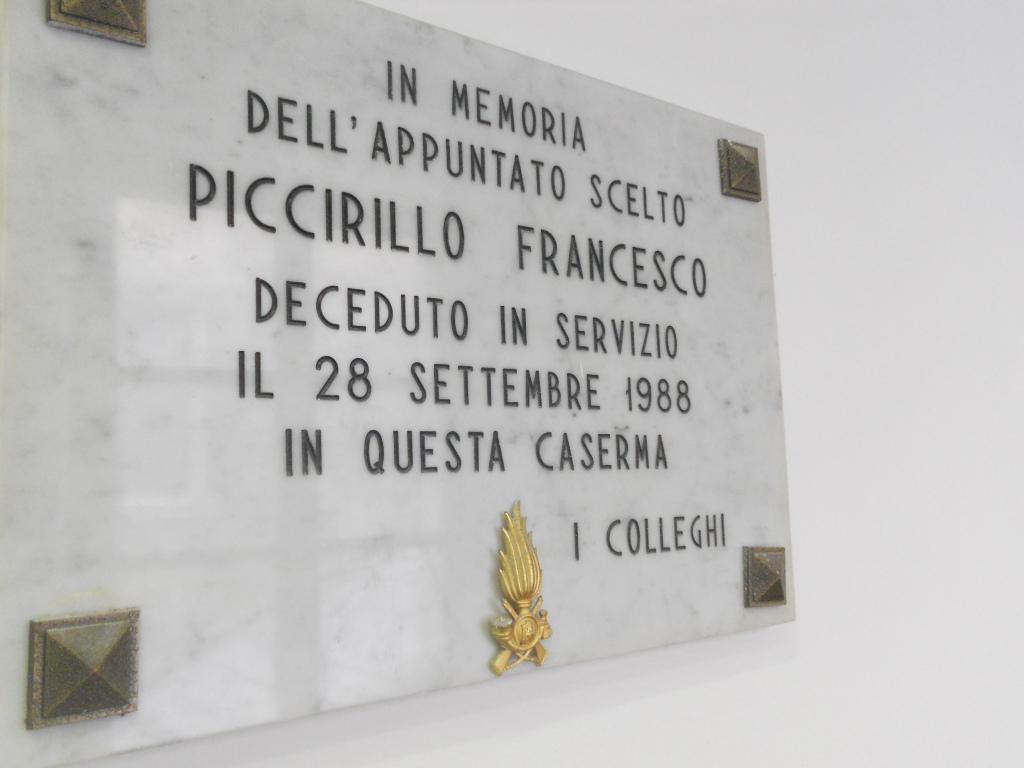 IN MEMORIA
DELL'APPUNTATO SCELTO
PICCIRILLO FRANCESCO
DECEDUTO IN SERVIZIO
IL 28 SETTEMBRE 1988
IN QUESTA CASERMA
I COLLEGHI